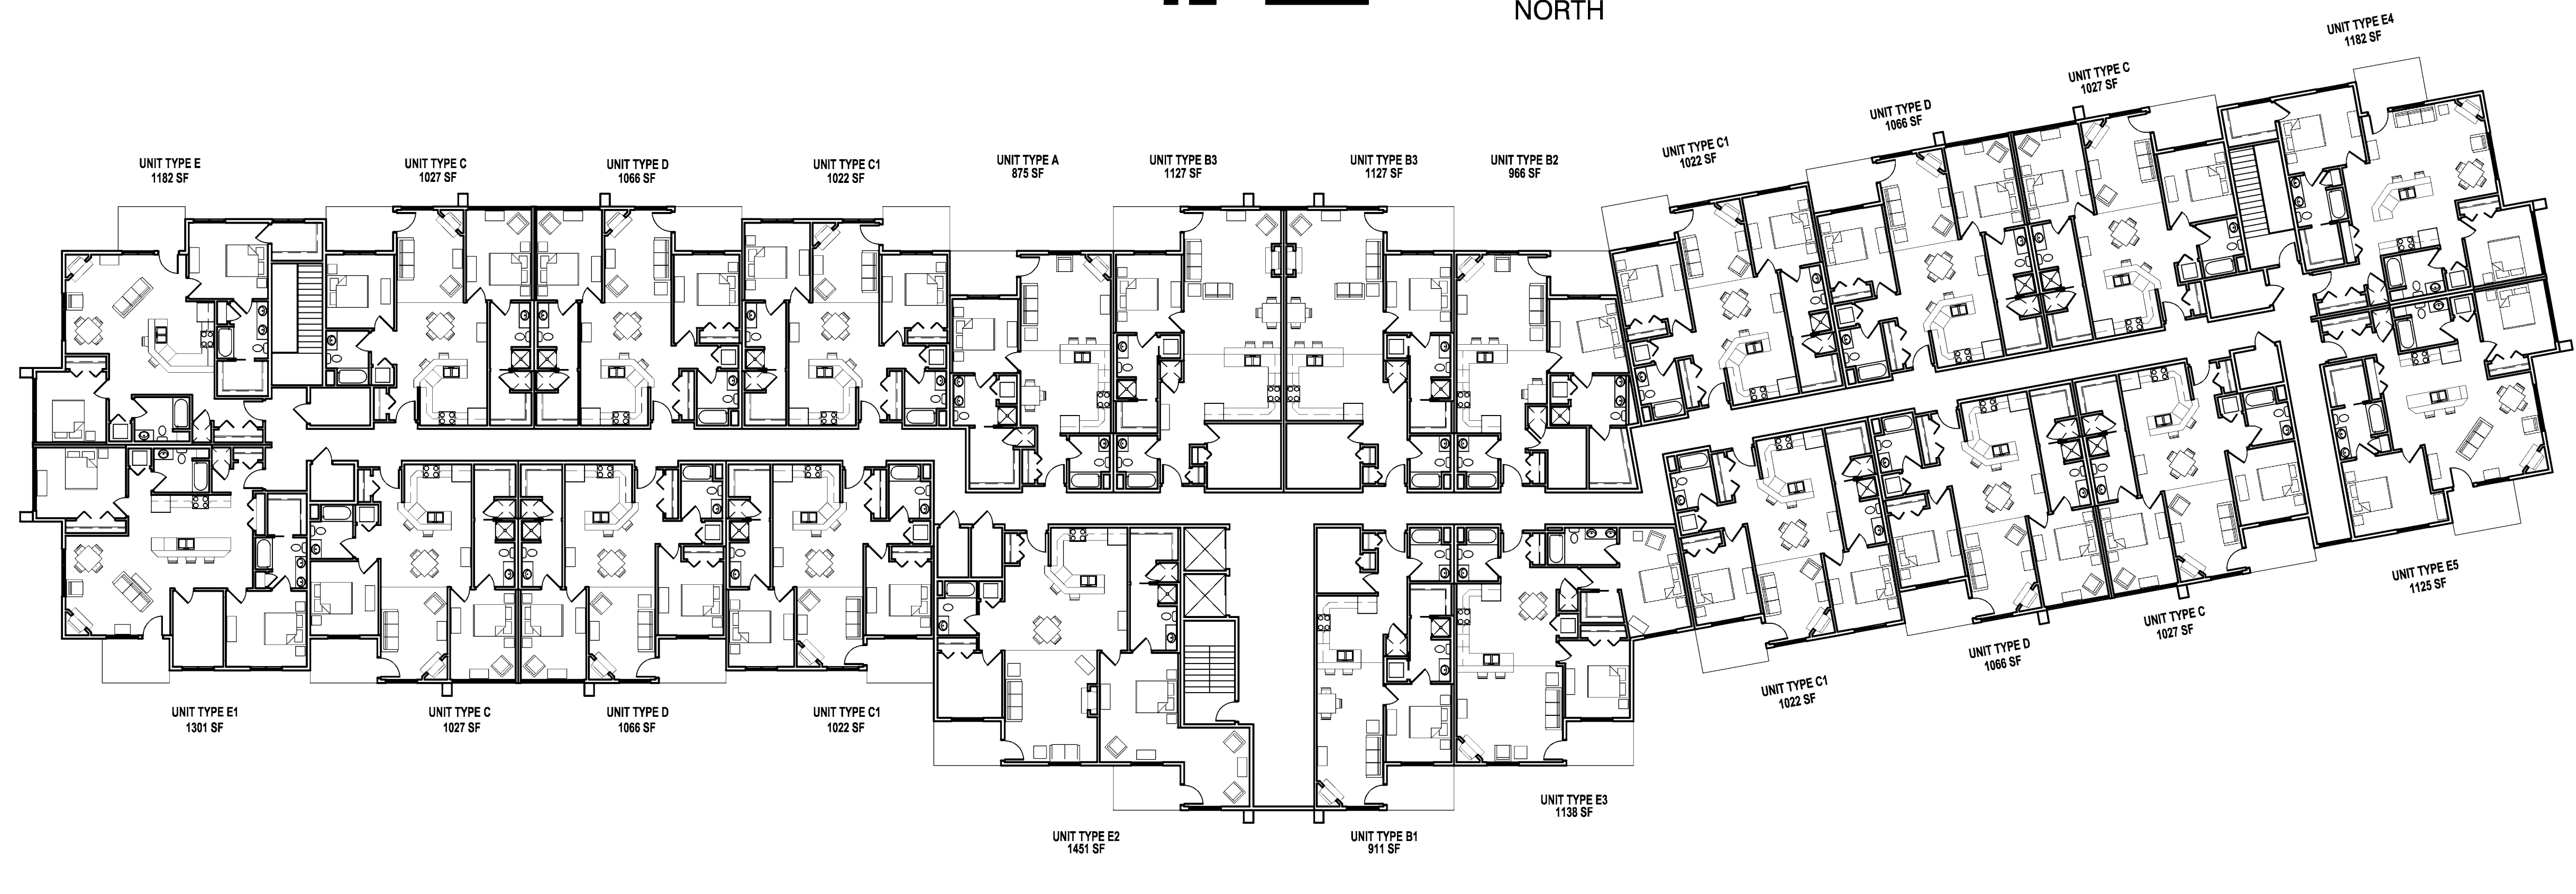 NORTH
UNIT TYPE E4
1182 SF
UNIT TYPE C
1027 SF
UNIT TYPE D
1066 SF
UNIT TYPE C1
1022 SF
UNIT TYPE E
1182 SF
UNIT TYPE C
1027 SF
UNIT TYPE D
1066 SF
UNIT TYPE C1
1022 SF
UNIT TYPE A
875 SF
UNIT TYPE B3
1127 SF
UNIT TYPE B3
1127 SF
UNIT TYPE B2
966 SF
UNIT TYPE E5
1125 SF
UNIT TYPE C
1027 SF
UNIT TYPE D
1066 SF
UNIT TYPE C1
1022 SF
UNIT TYPE E1
1301 SF
UNIT TYPE C
1027 SF
UNIT TYPE D
1066 SF
UNIT TYPE C1
1022 SF
UNIT TYPE E3
1138 SF
UNIT TYPE E2
1451 SF
UNIT TYPE B1
911 SF